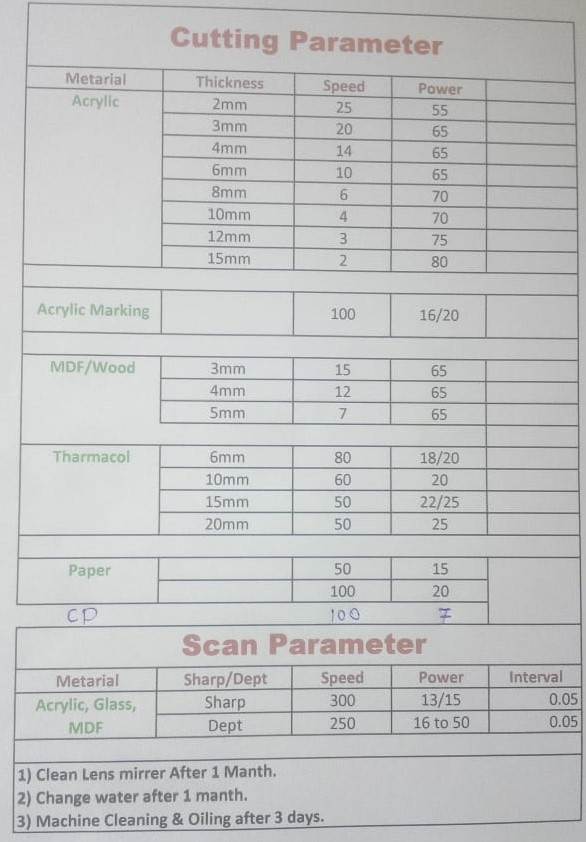 Cutting Parameter
Metarial Thickness Speed Power
Acrylic 2mm 25 55
3mm 20 65
4mm 14 65
6mm 10 65
8mm 6 70
10mm 4 70
12mm 3 75
15mm 2 80
Acrylic Marking 100 16/20
MDF/Wood 3mm 15 65
4mm 12 65
5mm 7 65
Tharmacol 6mm 80 18/20
10mm 60 20
15mm 50 22/25
20mm 50 25
Paper 50 15
100 20
CD 100 7
Scan Parameter
Metarial Sharp/Dept Speed Power Interval
Acrylic, Glass, Sharp 300 13/15 0.05
MDF Dept 250 16 to 50 0.05
1) Clean Lens mirrer After 1 Manth.
2) Change water after 1 manth.
3) Machine Cleaning & Oiling after 3 days.